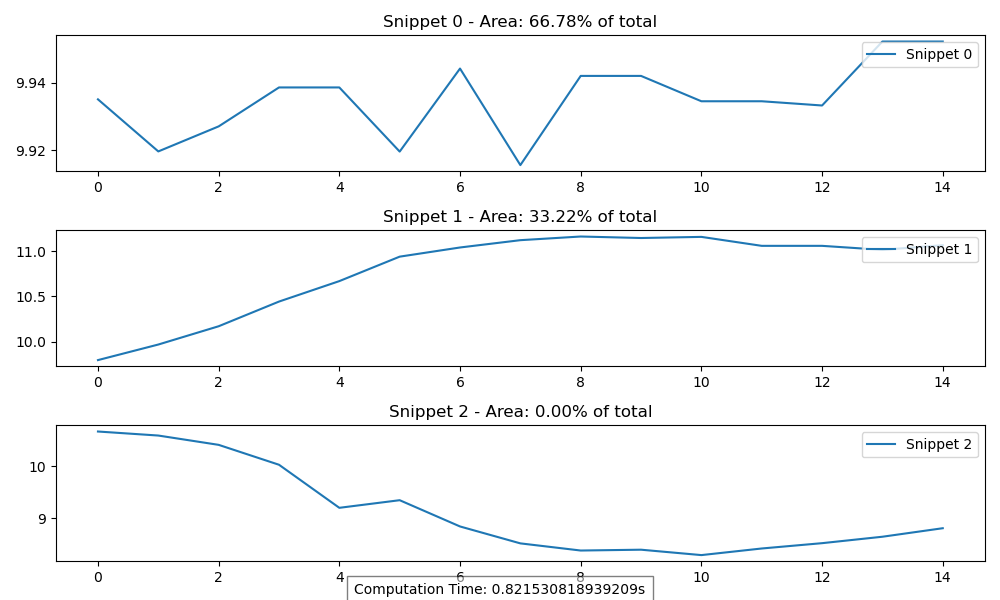 Snippet 0 - Area: 66.78% of total
9.94
9.92
Snippet 0
0 2 4 6 8 10 12 14
Snippet 1 - Area: 33.22% of total
11.0
10.5
10.0
Snippet 1
0 2 4 6 8 10 12 14
Snippet 2 - Area: 0.00% of total
10
9
Snippet 2
0 2 4 6 8 10 12 14
Computation Time: 0.821530818939209s